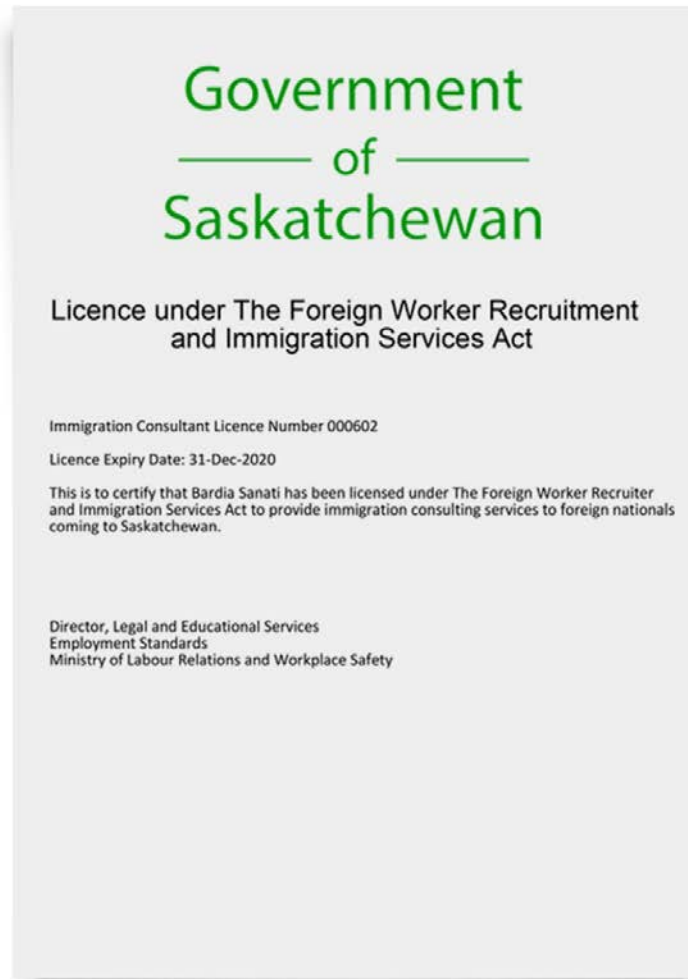 Government
of
Saskatchewan
Licence under The Foreign Worker Recruitment
and Immigration Services Act
Immigration Consultant Licence Number 000602
Licence Expiry Date: 31-Dec-2020
This is to certify that Bardia Sanati has been licensed under The Foreign Worker Recruiter
and Immigration Services Act to provide immigration consulting services to foreign nationals
coming to Saskatchewan.
Director, Legal and Educational Services
Employment Standards
Ministry of Labour Relations and Workplace Safety